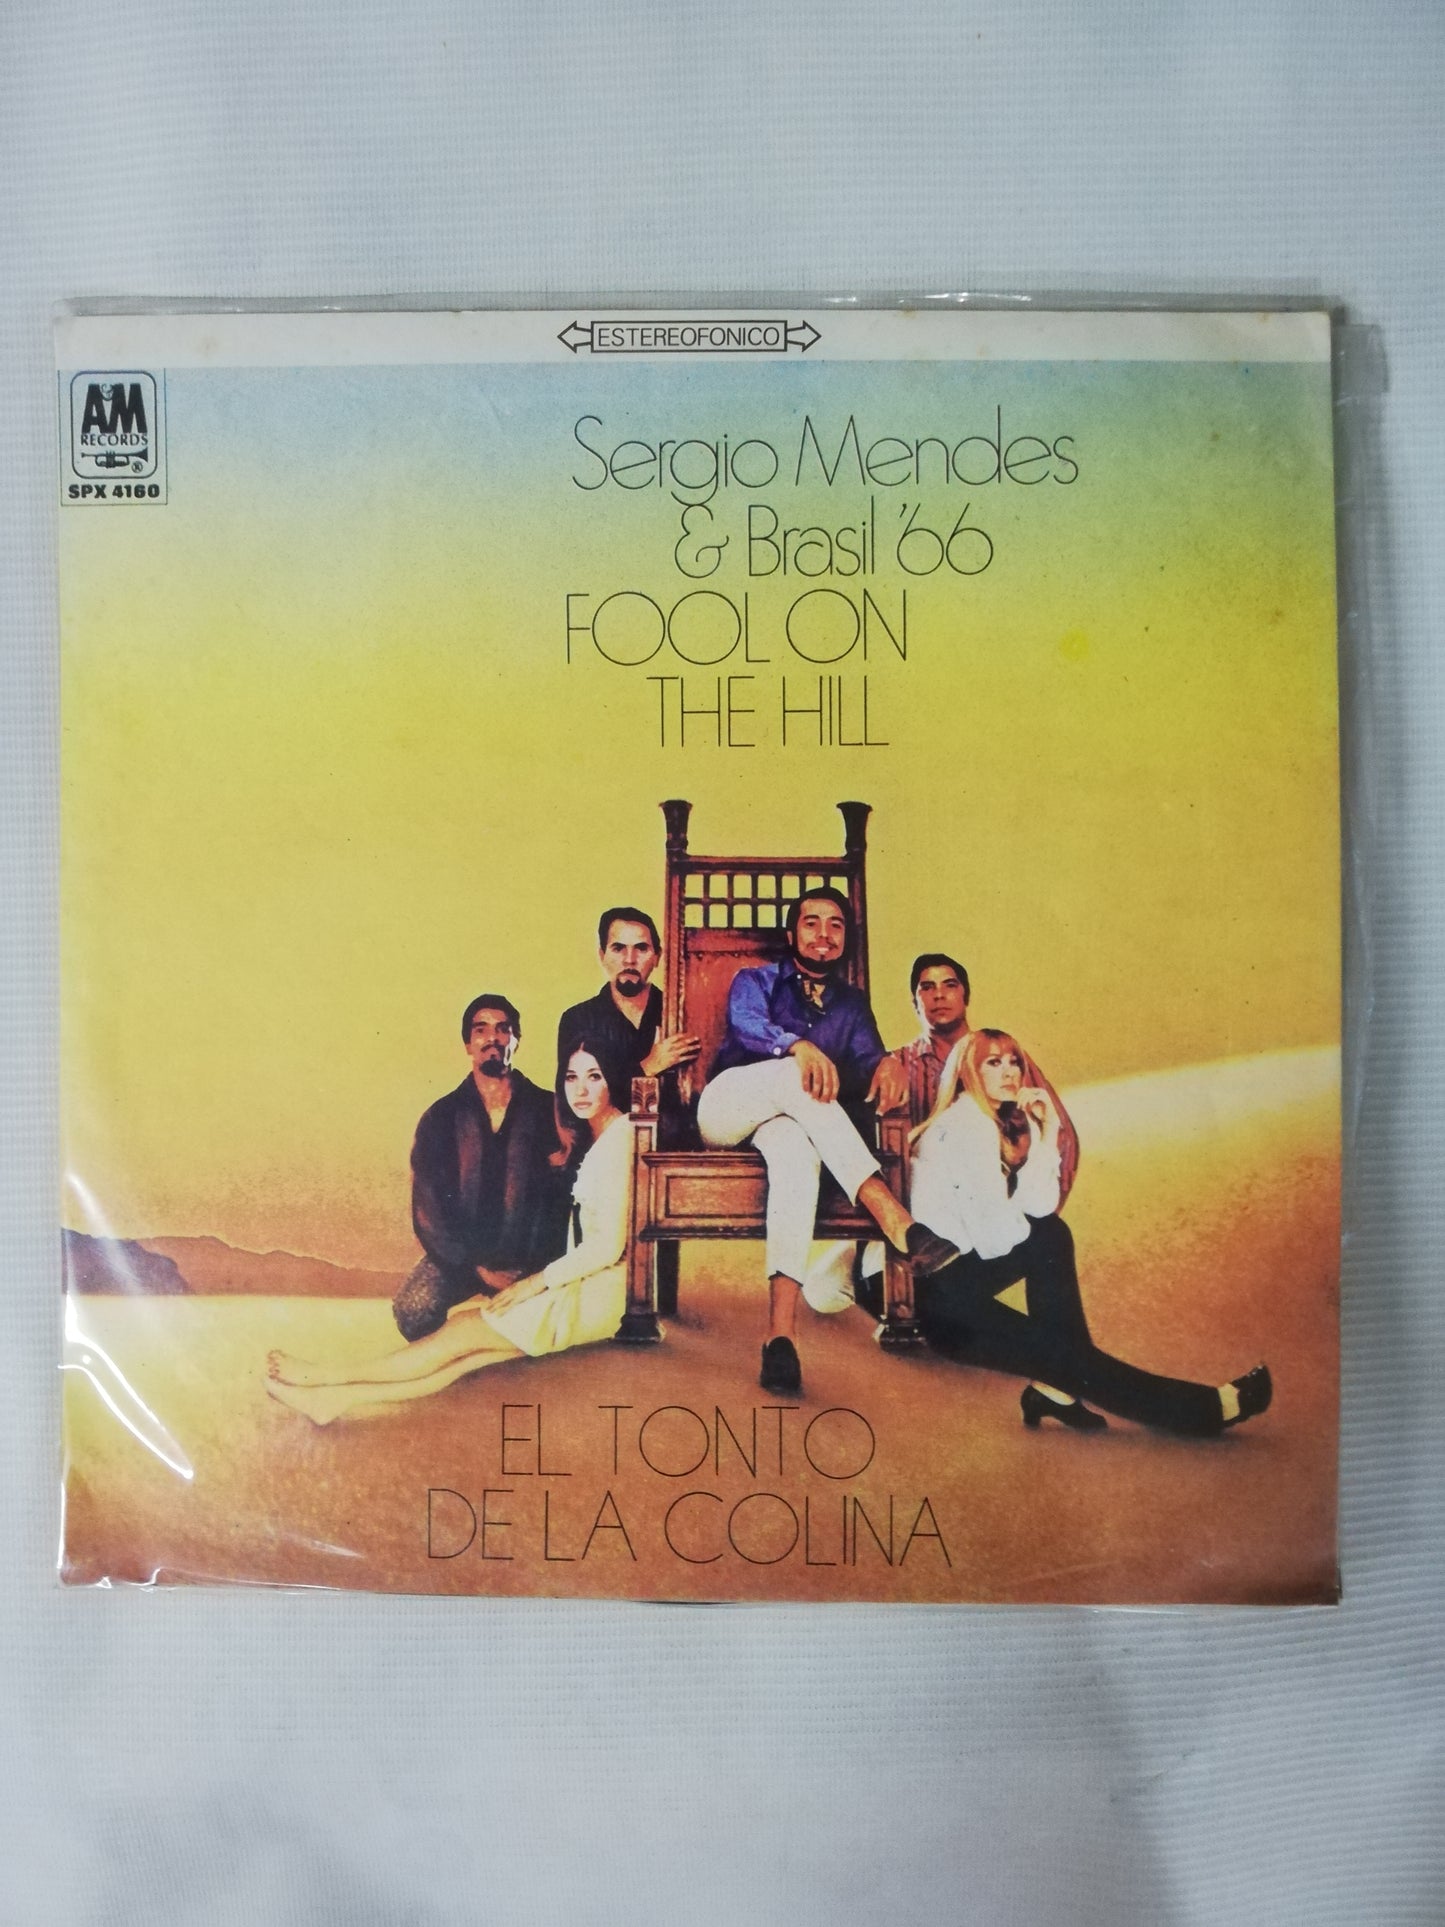 ESTEREOFONICO
A&M
RECORDS
®
SPX 4160
Sergio Mendes
& Brasil '66
FOOL ON
THE HILL
EL TONTO
DE LA COLINA